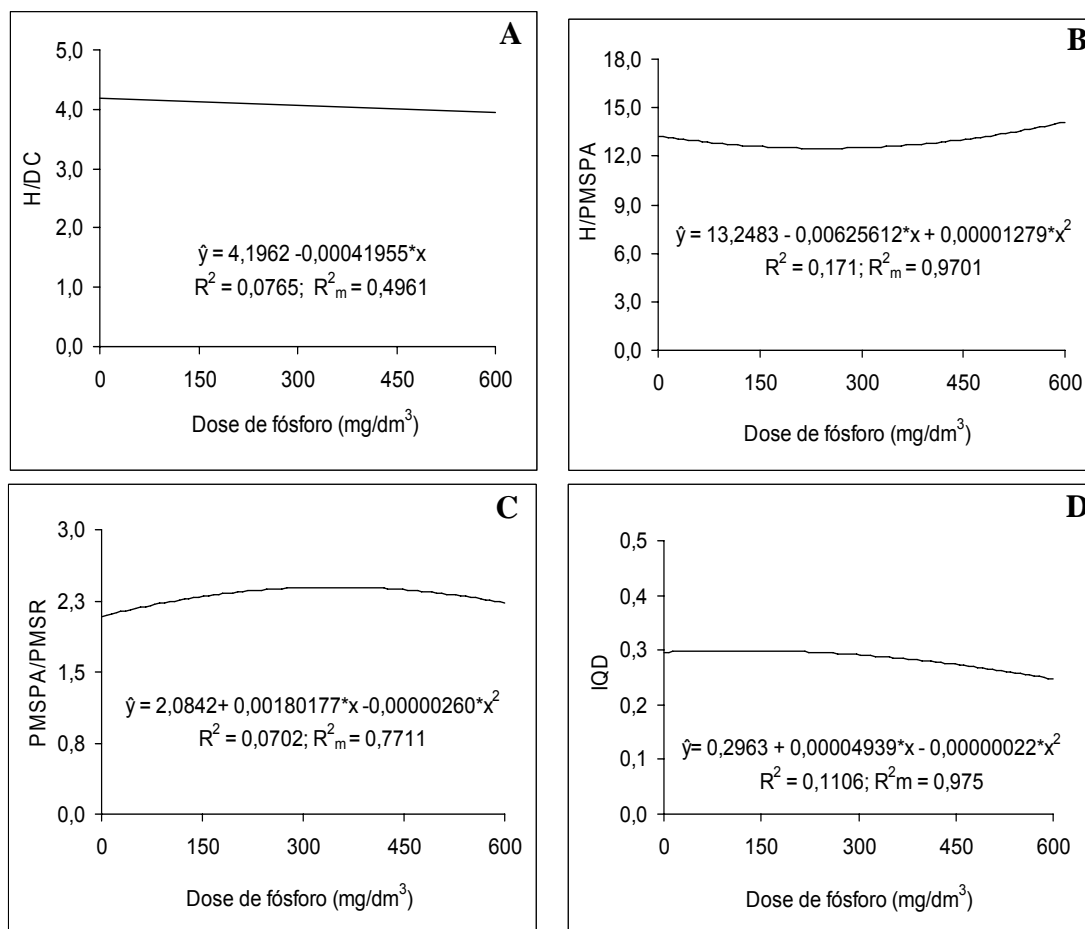 A
5,0
4,0
3,0
2,0
1,0
0,0
H/DC
ŷ = 4,1962 -0,00041955*x
R² = 0,0765; R²ₘ = 0,4961
0 150 300 450 600
Dose de fósforo (mg/dm³)
B
18,0
15,0
12,0
9,0
6,0
3,0
0,0
H/PMSPA
ŷ = 13,2483 - 0,00625612*x + 0,00001279*x²
R² = 0,171; R²ₘ = 0,9701
0 150 300 450 600
Dose de fósforo (mg/dm³)
C
3,0
2,3
1,5
0,8
0,0
PMSPA/PMSR
ŷ = 2,0842+ 0,00180177*x -0,00000260*x²
R² = 0,0702; R²ₘ = 0,7711
0 150 300 450 600
Dose de fósforo (mg/dm³)
D
0,5
0,4
0,3
0,2
0,1
0,0
IQD
ŷ= 0,2963 + 0,00004939*x - 0,00000022*x²
R² = 0,1106; R²m = 0,975
0 150 300 450 600
Dose de fósforo (mg/dm³)